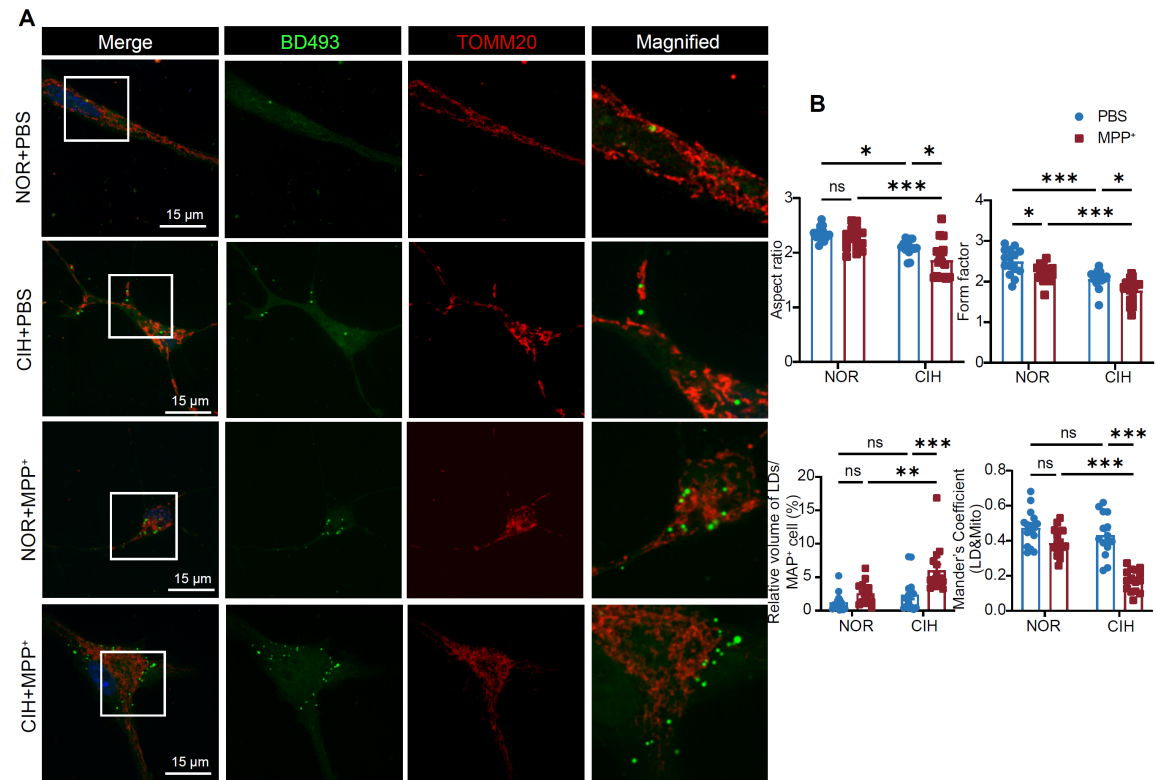 A
Merge BD493 TOMM20 Magnified
NOR+PBS
15 µm
CIH+PBS
15 µm
NOR+MPP⁺
15 µm
CIH+MPP⁺
15 µm
B
PBS
MPP⁺
Aspect ratio
* *
ns ***
3
2
1
0
NOR CIH
Form factor
*** *
* ***
4
3
2
1
0
NOR CIH
Relative volume of LDs/
MAP⁺ cell (%)
ns ***
ns **
20
15
10
5
0
NOR CIH
Mander's Coefficient
(LD&Mito)
ns ***
ns ***
0.8
0.6
0.4
0.2
0.0
NOR CIH